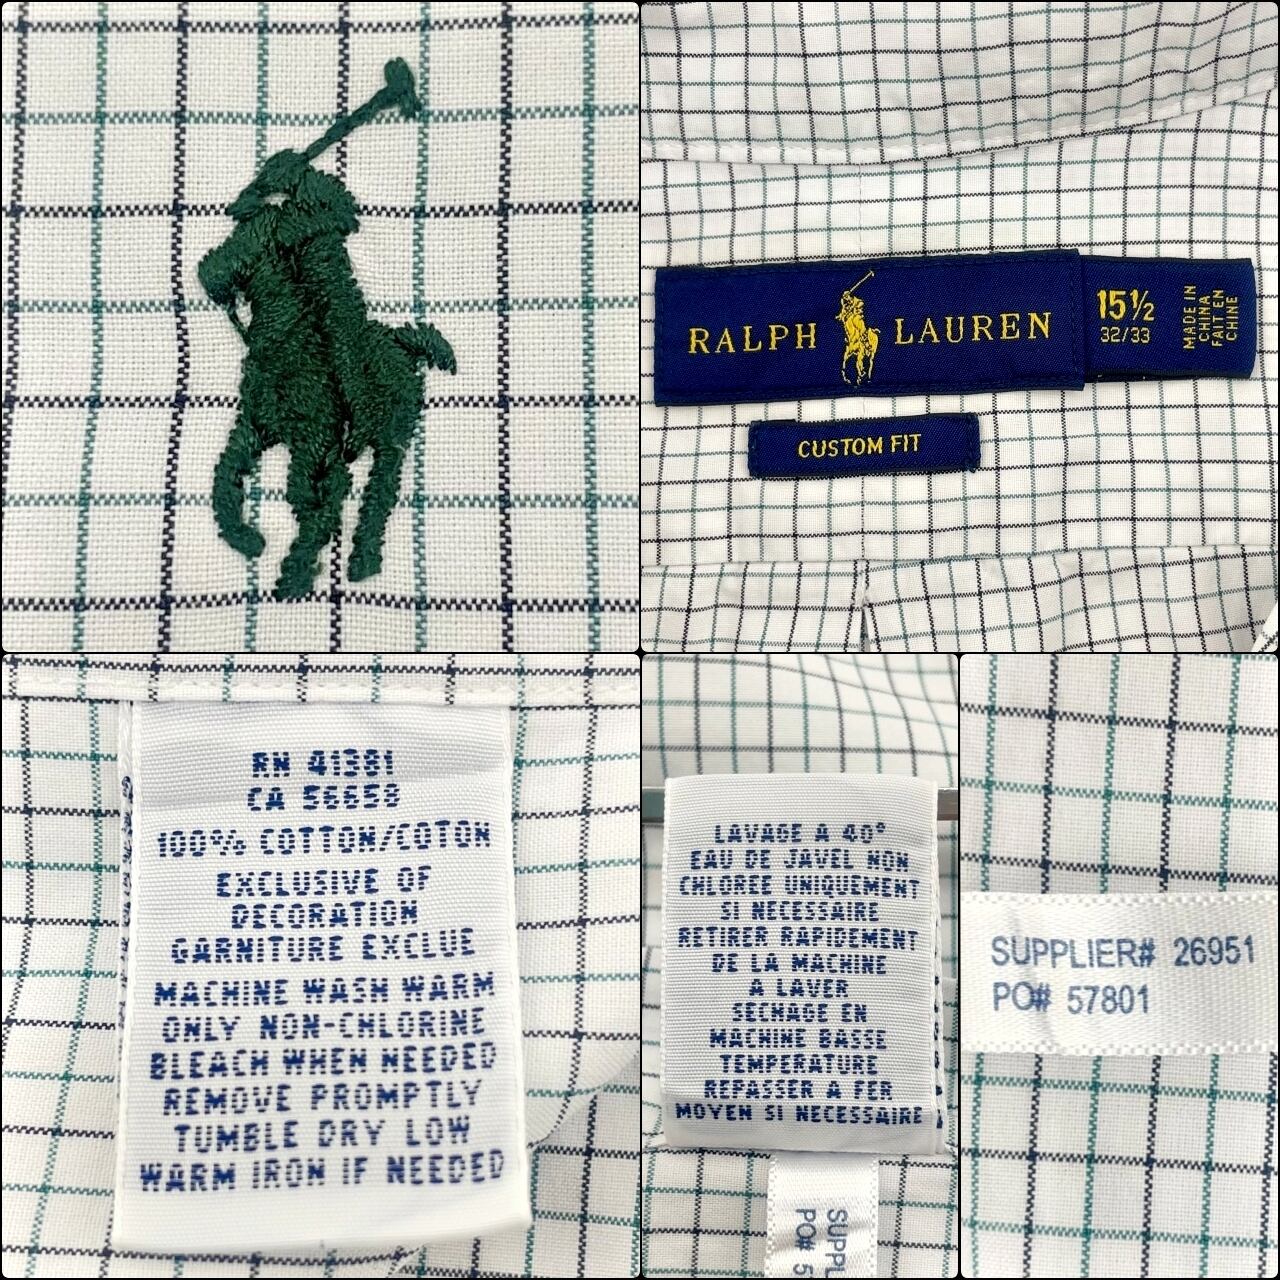 RALPH LAUREN
15½
32/33
MADE IN
CHINA
FAIT EN
CHINE
CUSTOM FIT
RN 41381
CA 56658
100% COTTON/COTON
EXCLUSIVE OF
DECORATION
GARNITURE EXCLUE
MACHINE WASH WARM
ONLY NON-CHLORINE
BLEACH WHEN NEEDED
REMOVE PROMPTLY
TUMBLE DRY LOW
WARM IRON IF NEEDED
LAVAGE A 40°
EAU DE JAVEL NON
CHLOREE UNIQUEMENT
SI NECESSAIRE
RETIRER RAPIDEMENT
DE LA MACHINE
A LAVER
SECHAGE EN
MACHINE BASSE
TEMPERATURE
REPASSER A FER
MOYEN SI NECESSAIRE
SUPPL
PO# 5
SUPPLIER# 26951
PO# 57801